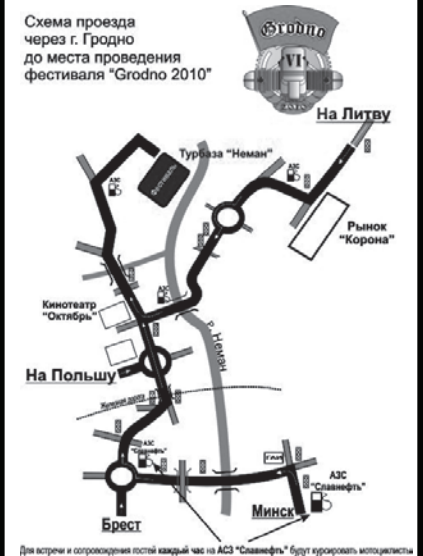 Схема проезда
через г. Гродно
до места проведения
фестиваля "Grodno 2010"
Grodno
VI
2010
На Литву
Турбаза "Неман"
АЗС
Фестиваль
АЗС
Рынок
"Корона"
АЗС
Кинотеатр
"Октябрь"
р. Неман
На Польшу
Железная дорога
АЗС
"Славнефть"
ГАИ
АЗС
"Славнефть"
Минск
Брест
Для встречи и сопровождения гостей каждый час на АСЗ "Славнефть" будут курсировать мотоциклисты